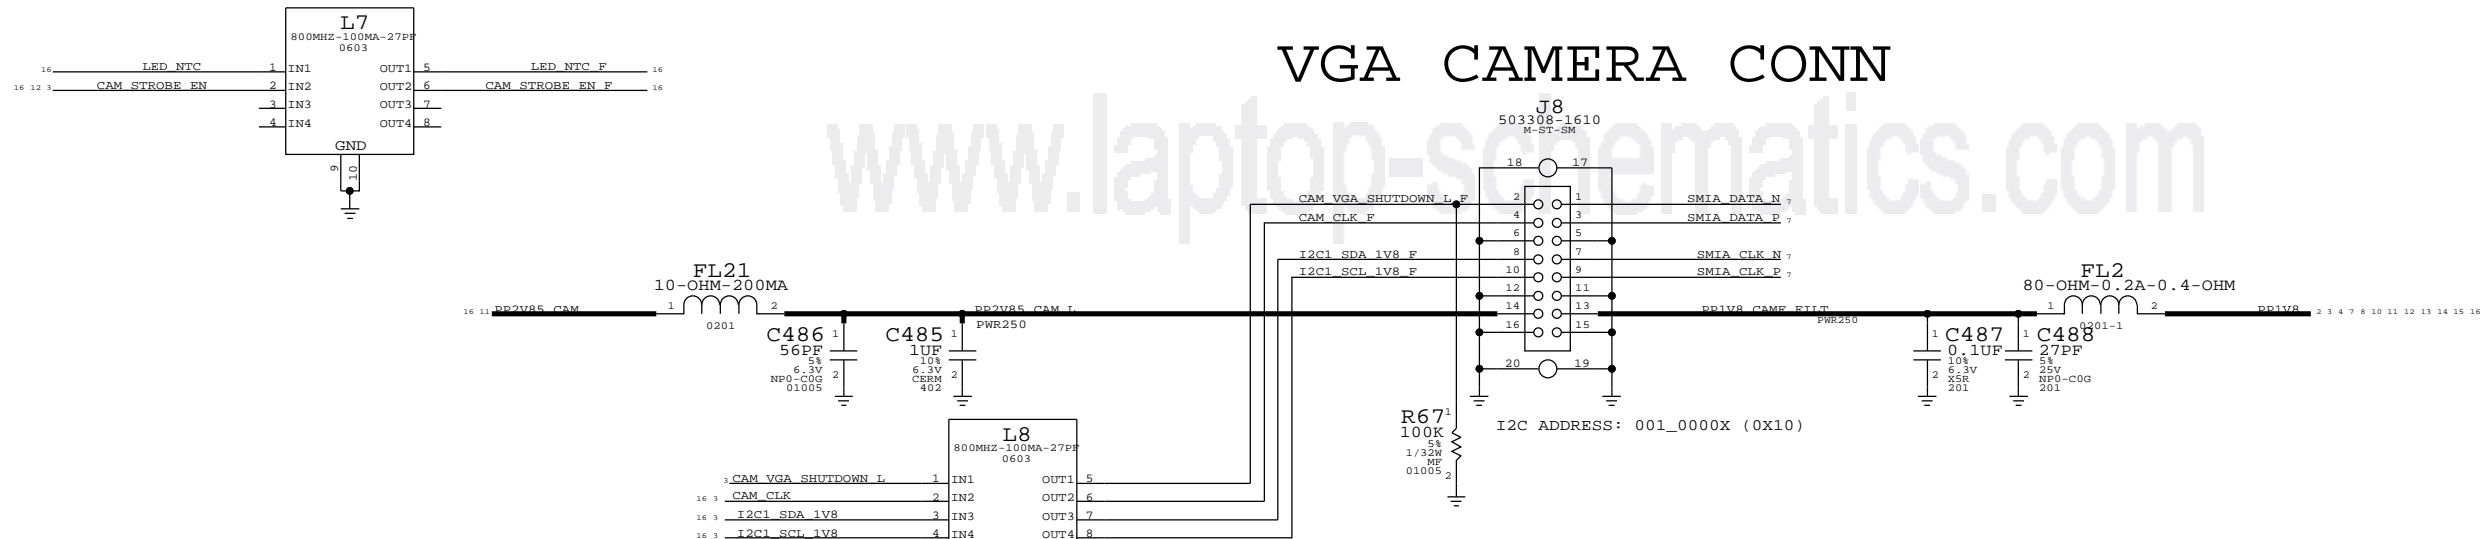 VGA CAMERA CONN
www.laptop-schematics.com
L7
800MHZ-100MA-27PF
0603
16 LED_NTC 1 IN1 OUT1 5 LED_NTC_F 16
16 12 3 CAM_STROBE_EN 2 IN2 OUT2 6 CAM_STROBE_EN_F 16
3 IN3 OUT3 7
4 IN4 OUT4 8
GND
9 10
J8
503308-1610
M-ST-SM
18 17
CAM_VGA_SHUTDOWN_L_F 2 1 SMIA_DATA_N 7
CAM_CLK_F 4 3 SMIA_DATA_P 7
6 5
I2C1_SDA_1V8_F 8 7 SMIA_CLK_N 7
I2C1_SCL_1V8_F 10 9 SMIA_CLK_P 7
12 11
14 13
16 15
20 19
FL21
10-OHM-200MA
16 11 PP2V85_CAM 1 2 PP2V85_CAM_L
0201
PWR250
C486 1
56PF
5%
6.3V 2
NP0-C0G
01005
C485 1
1UF
10%
6.3V 2
CERM
402
FL2
80-OHM-0.2A-0.4-OHM
PP1V8_CAMF_FILT 1 2 PP1V8 2 3 4 7 8 10 11 12 13 14 15 16
PWR250
0201-1
1 C487
0.1UF
10%
2 6.3V
X5R
201
1 C488
27PF
5%
2 25V
NP0-C0G
201
R67 1
100K
5%
1/32W
MF
01005 2
I2C ADDRESS: 001_0000X (0X10)
L8
800MHZ-100MA-27PF
0603
3 CAM_VGA_SHUTDOWN_L 1 IN1 OUT1 5
16 3 CAM_CLK 2 IN2 OUT2 6
16 3 I2C1_SDA_1V8 3 IN3 OUT3 7
16 3 I2C1_SCL_1V8 4 IN4 OUT4 8